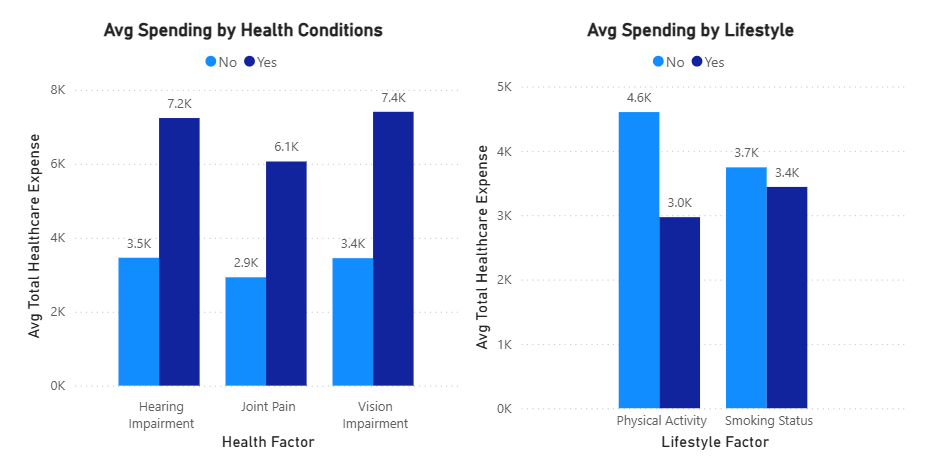 Avg Spending by Health Conditions
No Yes
Avg Total Healthcare Expense
8K
6K
4K
2K
0K
3.5K
7.2K
2.9K
6.1K
3.4K
7.4K
Hearing
Impairment
Joint Pain
Vision
Impairment
Health Factor
Avg Spending by Lifestyle
No Yes
Avg Total Healthcare Expense
5K
4K
3K
2K
1K
0K
4.6K
3.0K
3.7K
3.4K
Physical Activity
Smoking Status
Lifestyle Factor